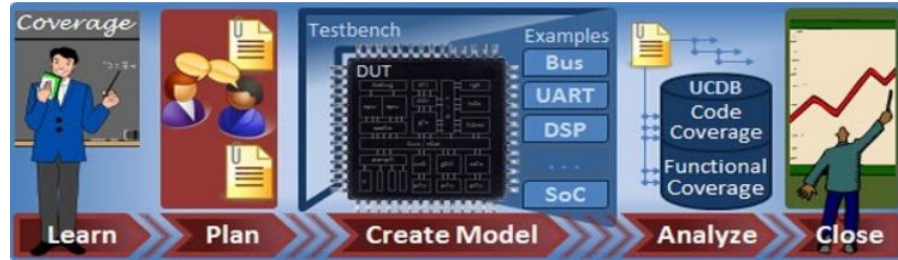 Coverage
Testbench
Examples
DUT
Bus
UART
DSP
...
SoC
UCDB
Code
Coverage
Functional
Coverage
Learn
Plan
Create Model
Analyze
Close